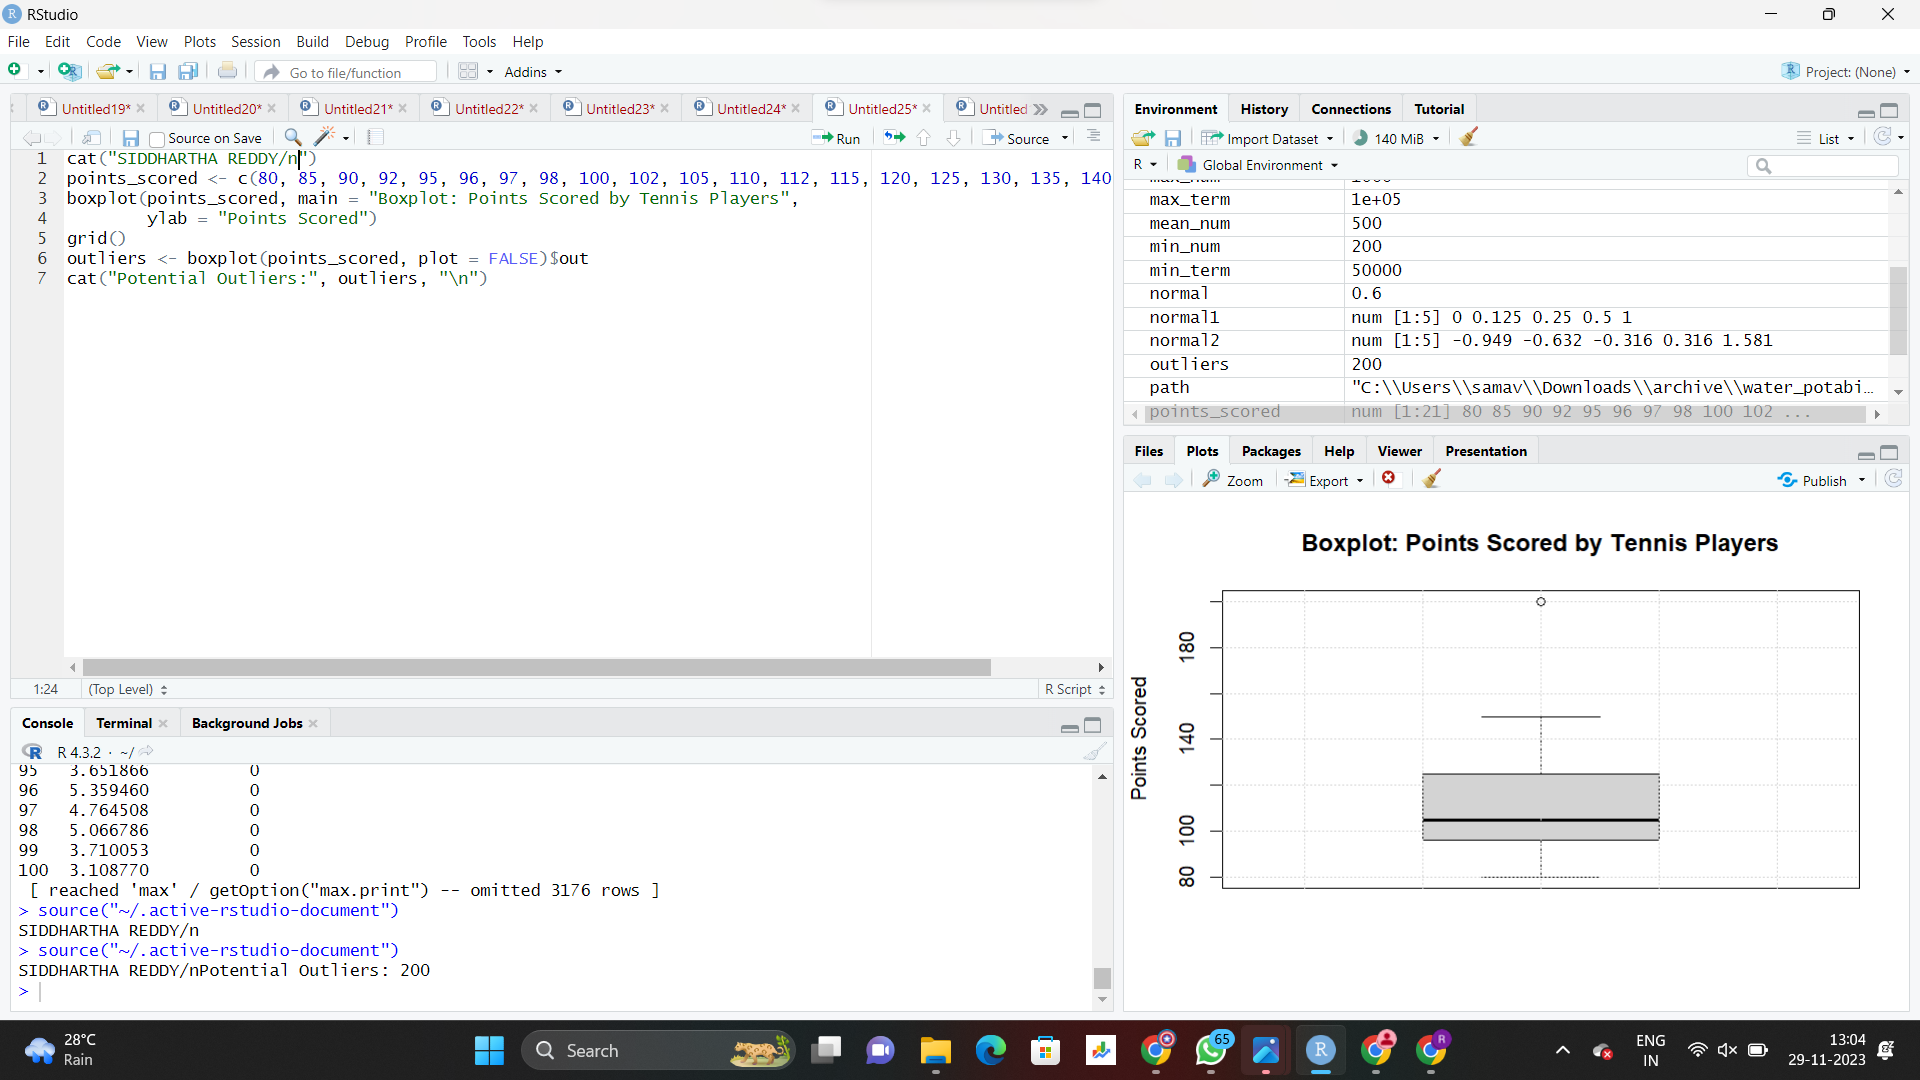 RStudio
File Edit Code View Plots Session Build Debug Profile Tools Help
Go to file/function Addins Project: (None)
Untitled19* Untitled20* Untitled21* Untitled22* Untitled23* Untitled24* Untitled25* Untitled
Source on Save Run Source
1 cat("SIDDHARTHA REDDY/n")
2 points_scored <- c(80, 85, 90, 92, 95, 96, 97, 98, 100, 102, 105, 110, 112, 115, 120, 125, 130, 135, 140
3 boxplot(points_scored, main = "Boxplot: Points Scored by Tennis Players",
4 ylab = "Points Scored")
5 grid()
6 outliers <- boxplot(points_scored, plot = FALSE)$out
7 cat("Potential Outliers:", outliers, "\n")
1:24 (Top Level) R Script
Console Terminal Background Jobs
R 4.3.2 · ~/
95 3.651866 0
96 5.359460 0
97 4.764508 0
98 5.066786 0
99 3.710053 0
100 3.108770 0
[ reached 'max' / getOption("max.print") -- omitted 3176 rows ]
> source("~/.active-rstudio-document")
SIDDHARTHA REDDY/n
> source("~/.active-rstudio-document")
SIDDHARTHA REDDY/nPotential Outliers: 200
>
Environment History Connections Tutorial
Import Dataset 140 MiB List
R Global Environment
max_term 1e+05
mean_num 500
min_num 200
min_term 50000
normal 0.6
normal1 num [1:5] 0 0.125 0.25 0.5 1
normal2 num [1:5] -0.949 -0.632 -0.316 0.316 1.581
outliers 200
path "C:\\Users\\samav\\Downloads\\archive\\water_potabi...
points_scored num [1:21] 80 85 90 92 95 96 97 98 100 102 ...
Files Plots Packages Help Viewer Presentation
Zoom Export Publish
Boxplot: Points Scored by Tennis Players
Points Scored
180
140
100
80
28°C
Rain
Search
65
R
ENG
IN
13:04
29-11-2023